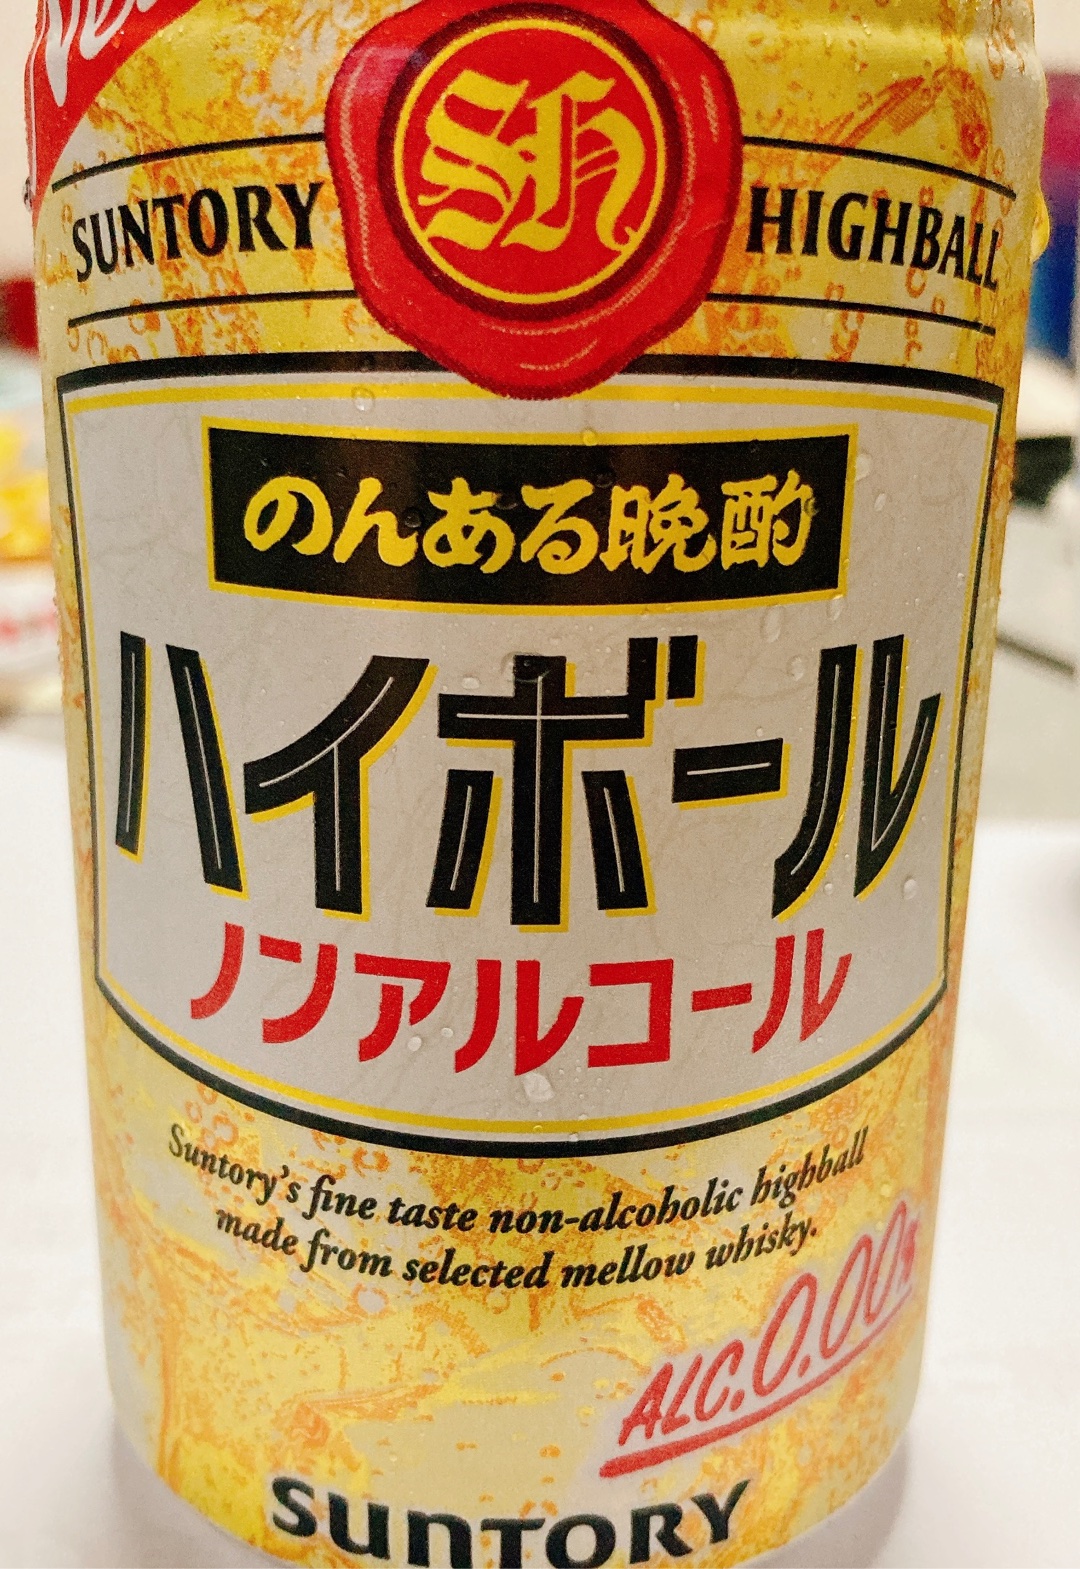 New
SUNTORY SH HIGHBALL
のんある晩酌
ハイボール
ノンアルコール
Suntory's fine taste non-alcoholic highball
made from selected mellow whisky.
ALC.0.00%
SUNTORY